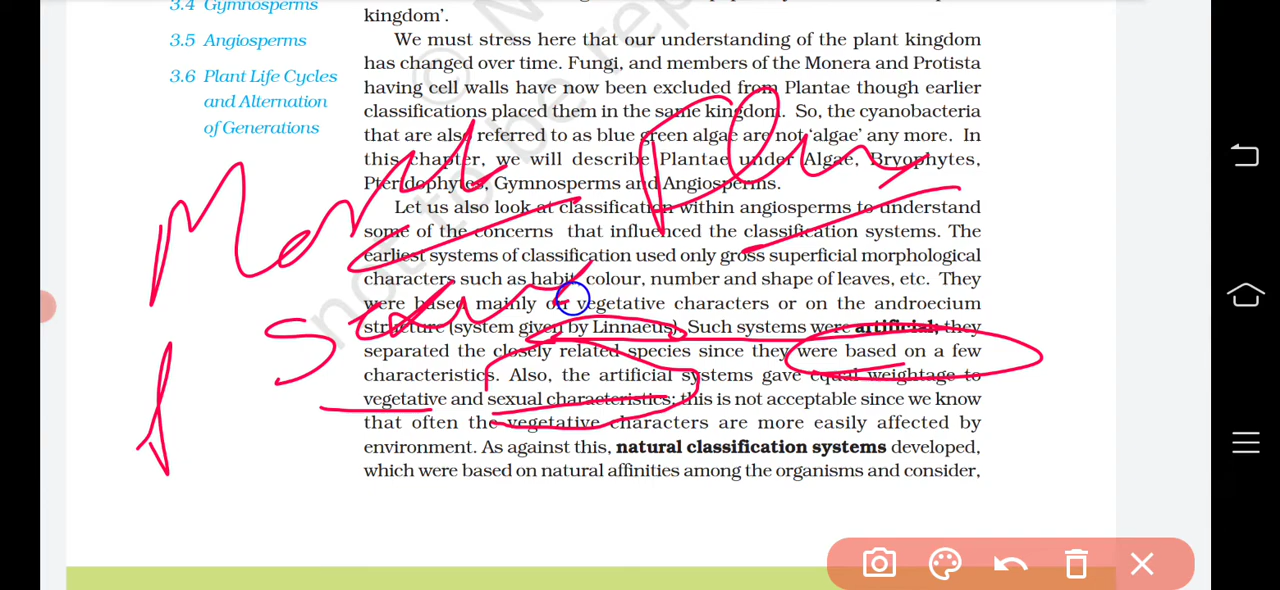 3.4 Gymnosperms
3.5 Angiosperms
3.6 Plant Life Cycles
and Alternation
of Generations
kingdom'.
We must stress here that our understanding of the plant kingdom
has changed over time. Fungi, and members of the Monera and Protista
having cell walls have now been excluded from Plantae though earlier
classifications placed them in the same kingdom. So, the cyanobacteria
that are also referred to as blue green algae are not 'algae' any more. In
this chapter, we will describe Plantae under Algae, Bryophytes,
Pteridophytes, Gymnosperms and Angiosperms.
Let us also look at classification within angiosperms to understand
some of the concerns that influenced the classification systems. The
earliest systems of classification used only gross superficial morphological
characters such as habit, colour, number and shape of leaves, etc. They
were based mainly on vegetative characters or on the androecium
structure (system given by Linnaeus). Such systems were artificial; they
separated the closely related species since they were based on a few
characteristics. Also, the artificial systems gave equal weightage to
vegetative and sexual characteristics; this is not acceptable since we know
that often the vegetative characters are more easily affected by
environment. As against this, natural classification systems developed,
which were based on natural affinities among the organisms and consider,
not to be rep